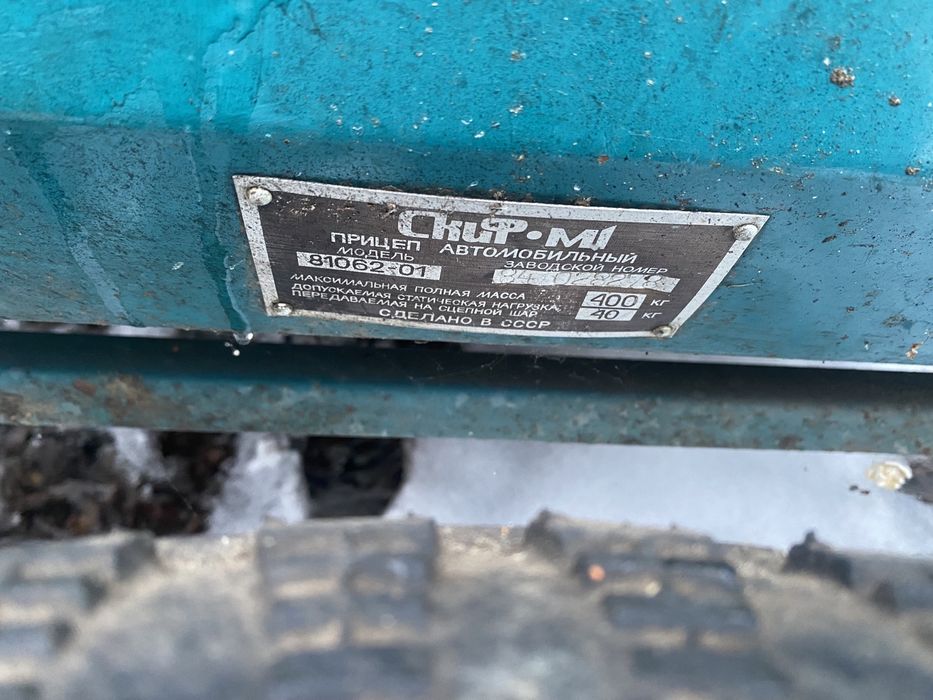 Скиф•М1
ПРИЦЕП АВТОМОБИЛЬНЫЙ
МОДЕЛЬ ЗАВОДСКОЙ НОМЕР
81062-01
МАКСИМАЛЬНАЯ ПОЛНАЯ МАССА 400 КГ
ДОПУСКАЕМАЯ СТАТИЧЕСКАЯ НАГРУЗКА,
ПЕРЕДАВАЕМАЯ НА СЦЕПНОЙ ШАР 40 КГ
СДЕЛАНО В СССР